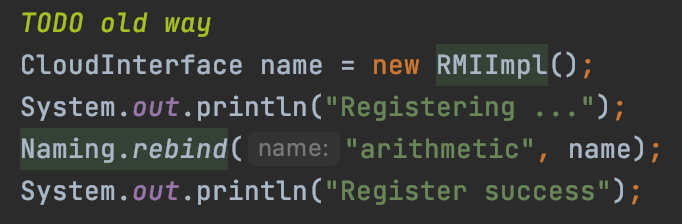 TODO old way
CloudInterface name = new RMIImpl();
System.out.println("Registering ...");
Naming.rebind( name: "arithmetic", name);
System.out.println("Register success");